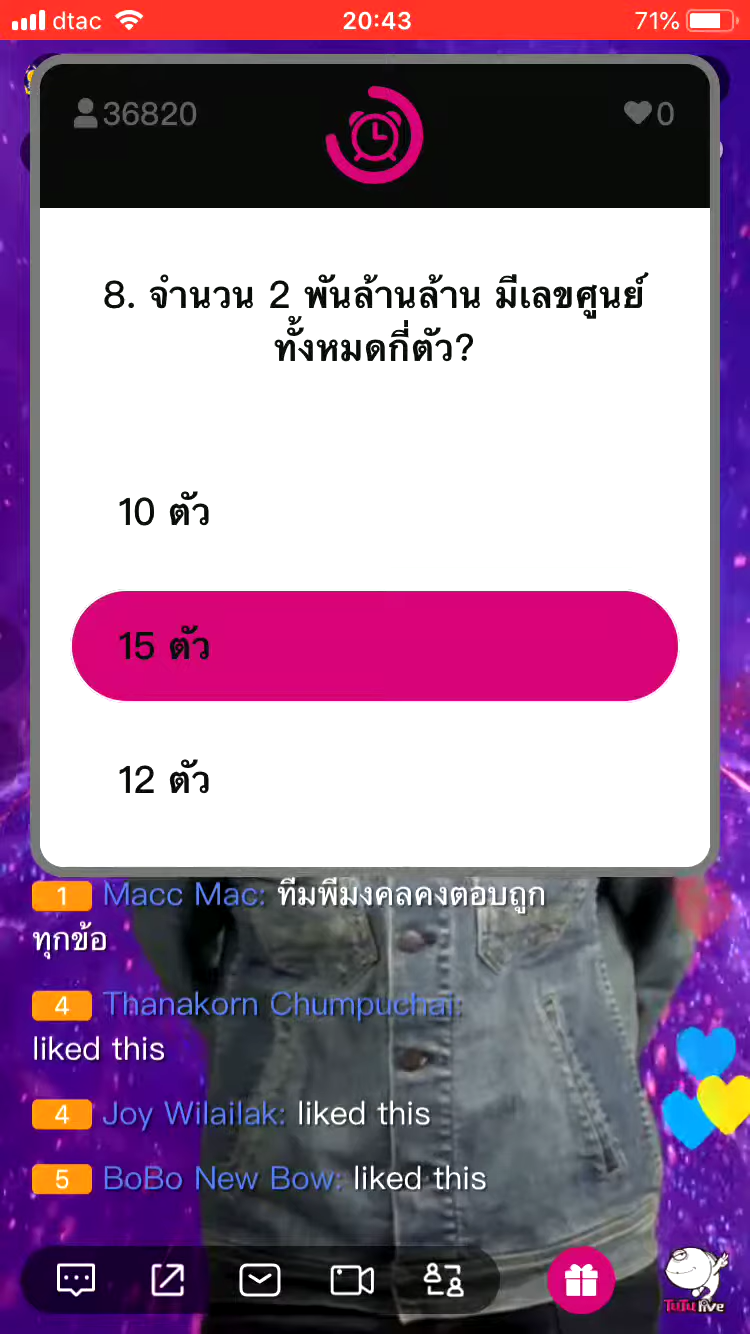 dtac 20:43 71%
36820 0
8. จำนวน 2 พันล้านล้าน มีเลขศูนย์
ทั้งหมดกี่ตัว?
10 ตัว
15 ตัว
12 ตัว
1 Macc Mac: ทีมพี่มงคลคงตอบถูก
ทุกข้อ
4 Thanakorn Chumpuchai:
liked this
4 Joy Wilailak: liked this
5 BoBo New Bow: liked this
TuTu live